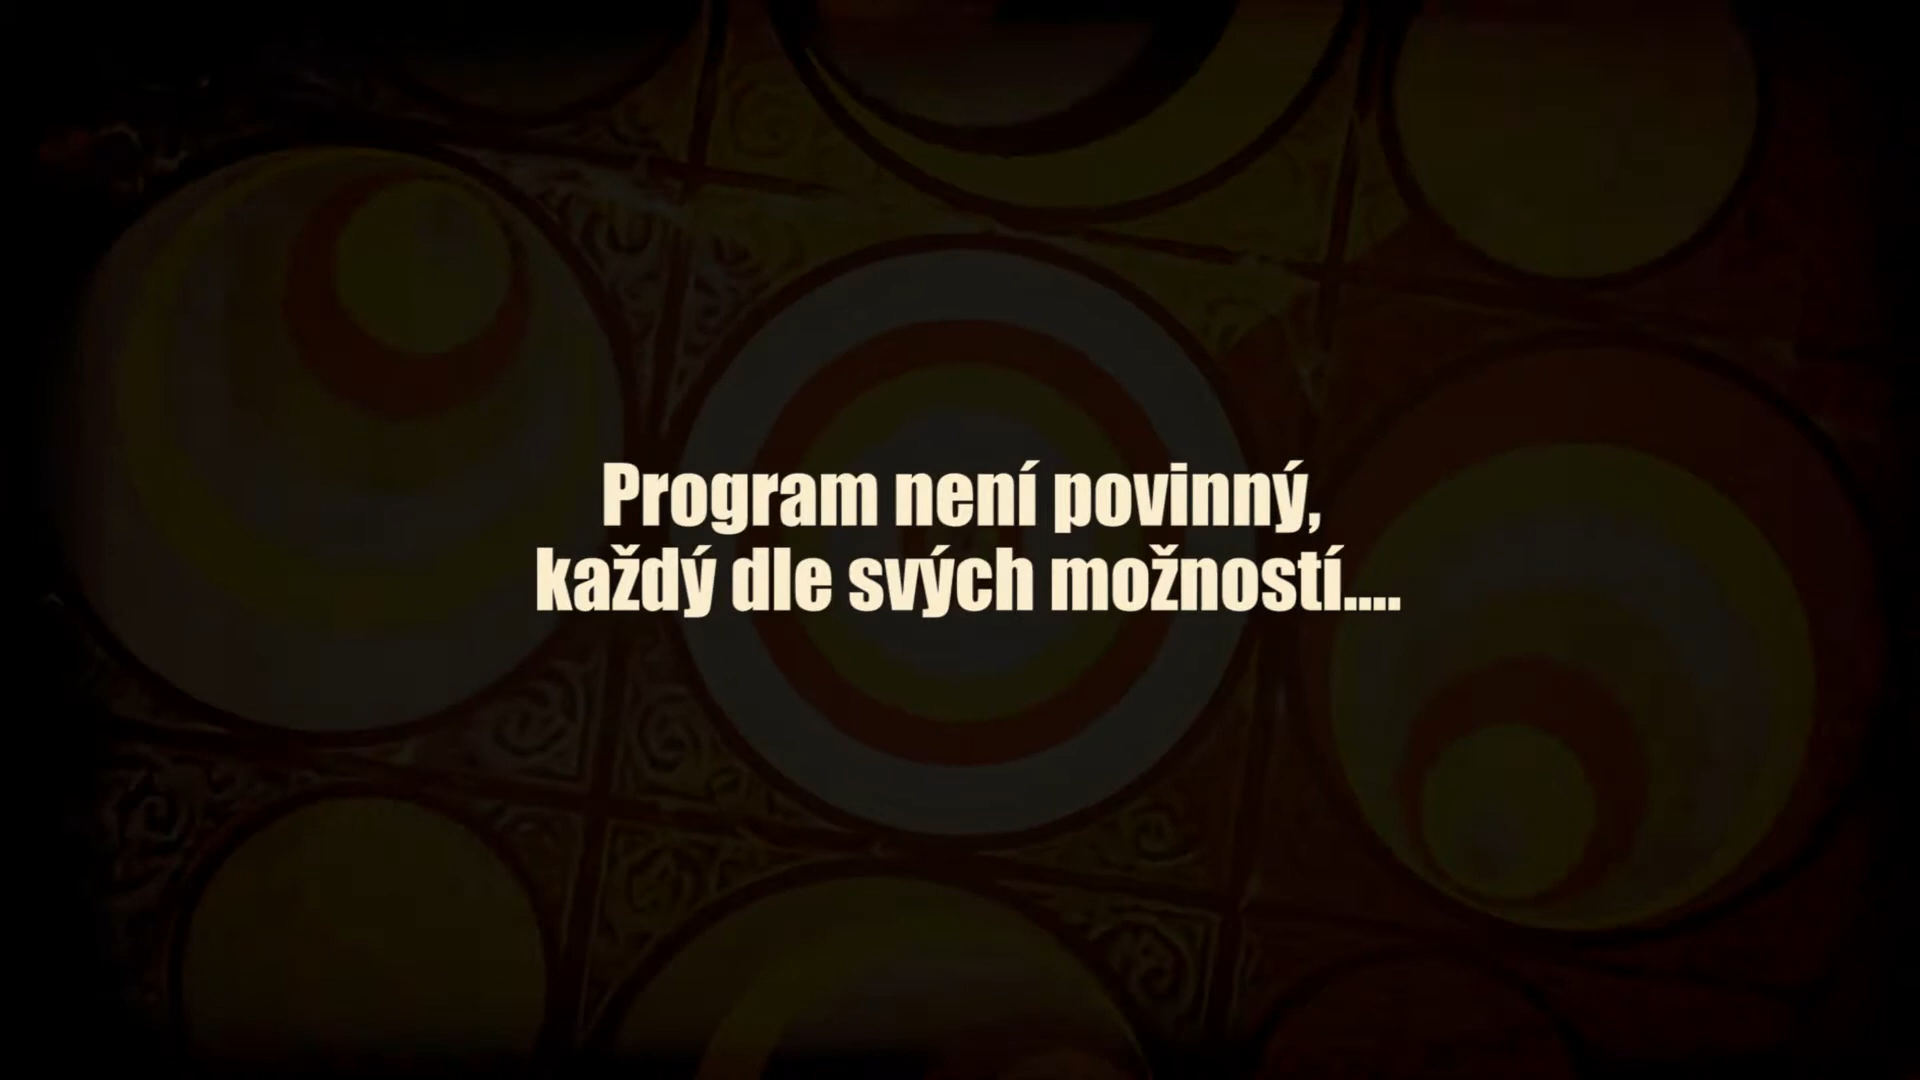 Program není povinný,
každý dle svých možností....